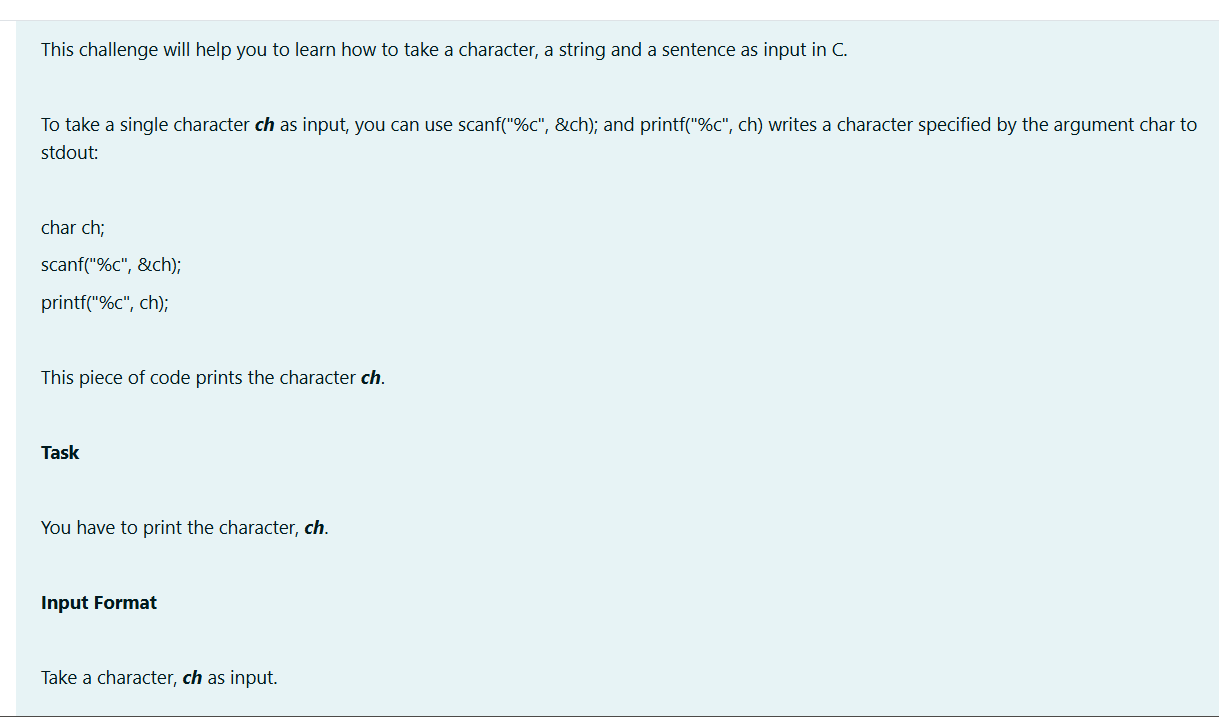 This challenge will help you to learn how to take a character, a string and a sentence as input in C.
To take a single character ch as input, you can use scanf("%c", &ch); and printf("%c", ch) writes a character specified by the argument char to
stdout:
char ch;
scanf("%c", &ch);
printf("%c", ch);
This piece of code prints the character ch.
Task
You have to print the character, ch.
Input Format
Take a character, ch as input.